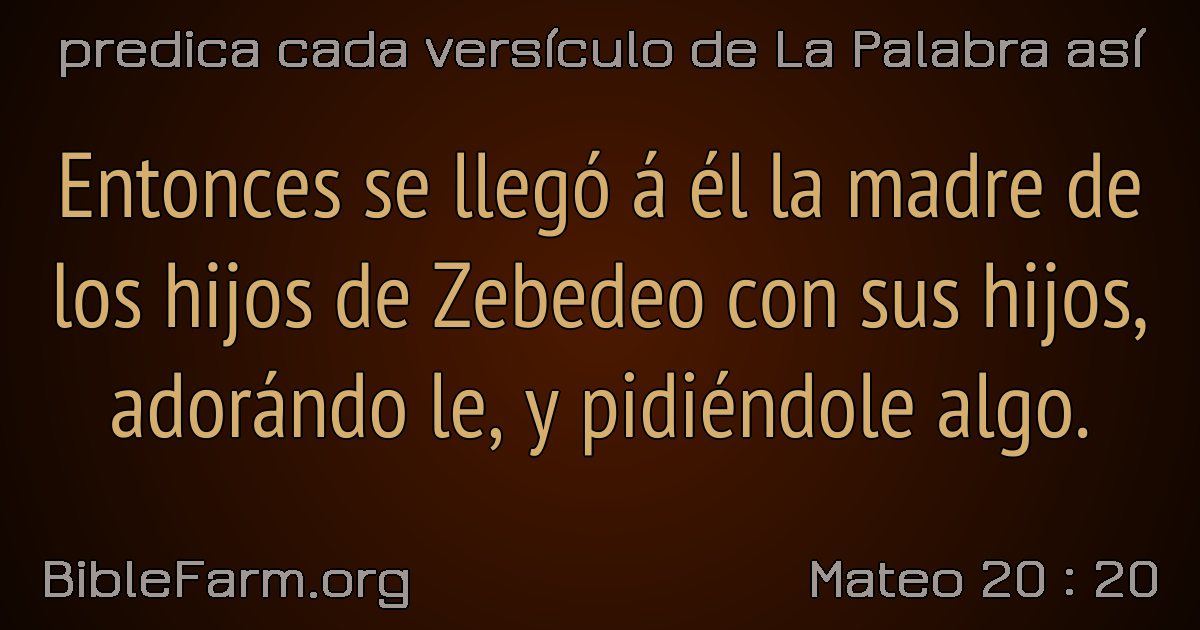 predica cada versículo de La Palabra así
Entonces se llegó á él la madre de
los hijos de Zebedeo con sus hijos,
adorándo le, y pidiéndole algo.
BibleFarm.org
Mateo 20 : 20